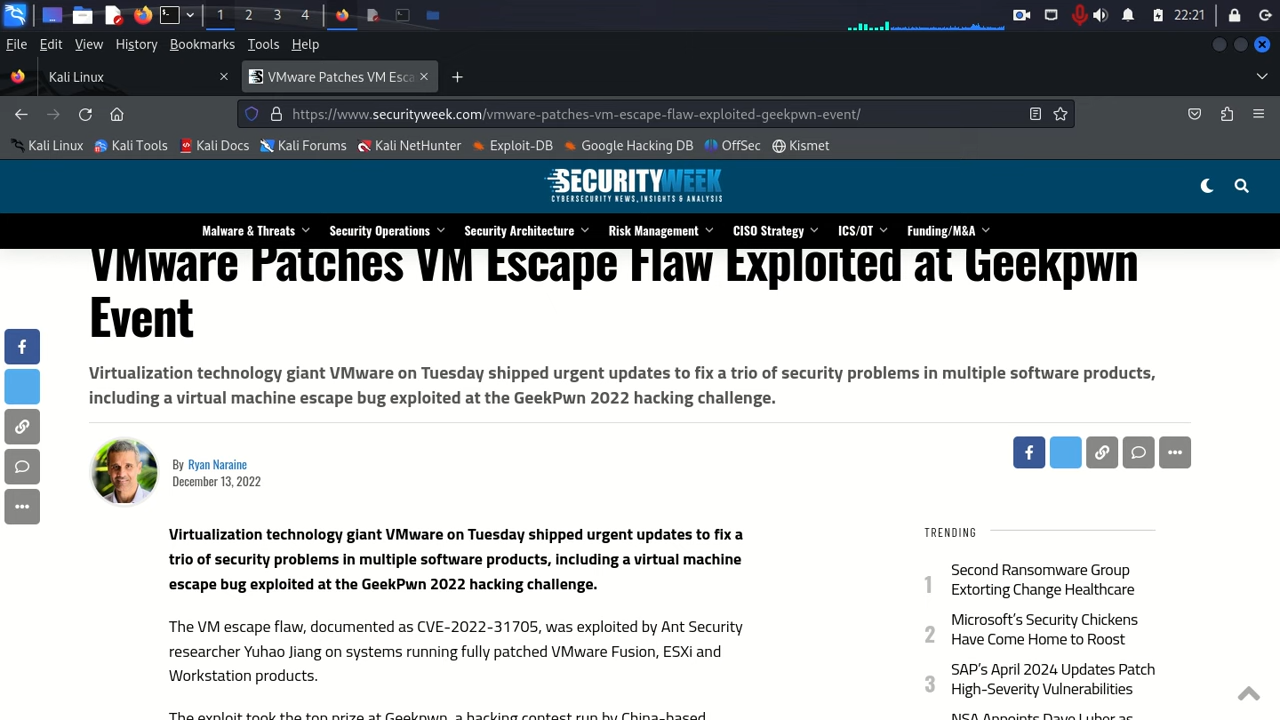 1 2 3 4
22:21
File Edit View History Bookmarks Tools Help
Kali Linux
VMware Patches VM Esca
https://www.securityweek.com/vmware-patches-vm-escape-flaw-exploited-geekpwn-event/
Kali Linux Kali Tools Kali Docs Kali Forums Kali NetHunter Exploit-DB Google Hacking DB OffSec Kismet
SECURITYWEEK
CYBERSECURITY NEWS, INSIGHTS & ANALYSIS
Malware & Threats Security Operations Security Architecture Risk Management CISO Strategy ICS/OT Funding/M&A
VMware Patches VM Escape Flaw Exploited at Geekpwn
Event
Virtualization technology giant VMware on Tuesday shipped urgent updates to fix a trio of security problems in multiple software products,
including a virtual machine escape bug exploited at the GeekPwn 2022 hacking challenge.
By Ryan Naraine
December 13, 2022
Virtualization technology giant VMware on Tuesday shipped urgent updates to fix a
trio of security problems in multiple software products, including a virtual machine
escape bug exploited at the GeekPwn 2022 hacking challenge.
The VM escape flaw, documented as CVE-2022-31705, was exploited by Ant Security
researcher Yuhao Jiang on systems running fully patched VMware Fusion, ESXi and
Workstation products.
The exploit took the top prize at Geekpwn, a hacking contest run by China-based
TRENDING
1 Second Ransomware Group
Extorting Change Healthcare
2 Microsoft's Security Chickens
Have Come Home to Roost
3 SAP's April 2024 Updates Patch
High-Severity Vulnerabilities
NSA Appoints Dave Luber as